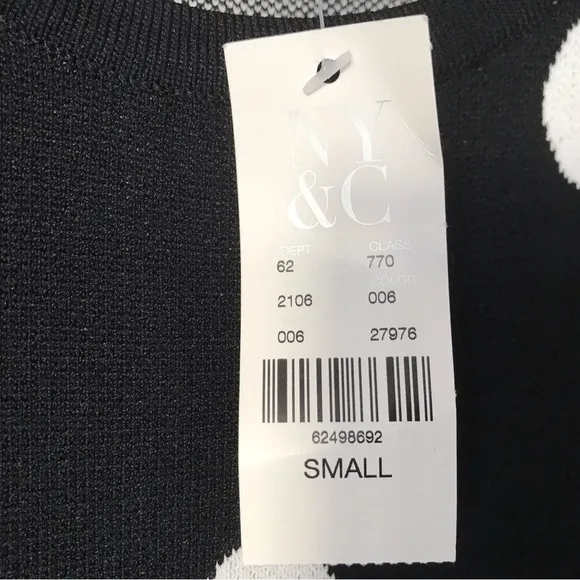 NY
&C
DEPT CLASS
62 770
COLOR
2106 006
006 27976
62498692
SMALL